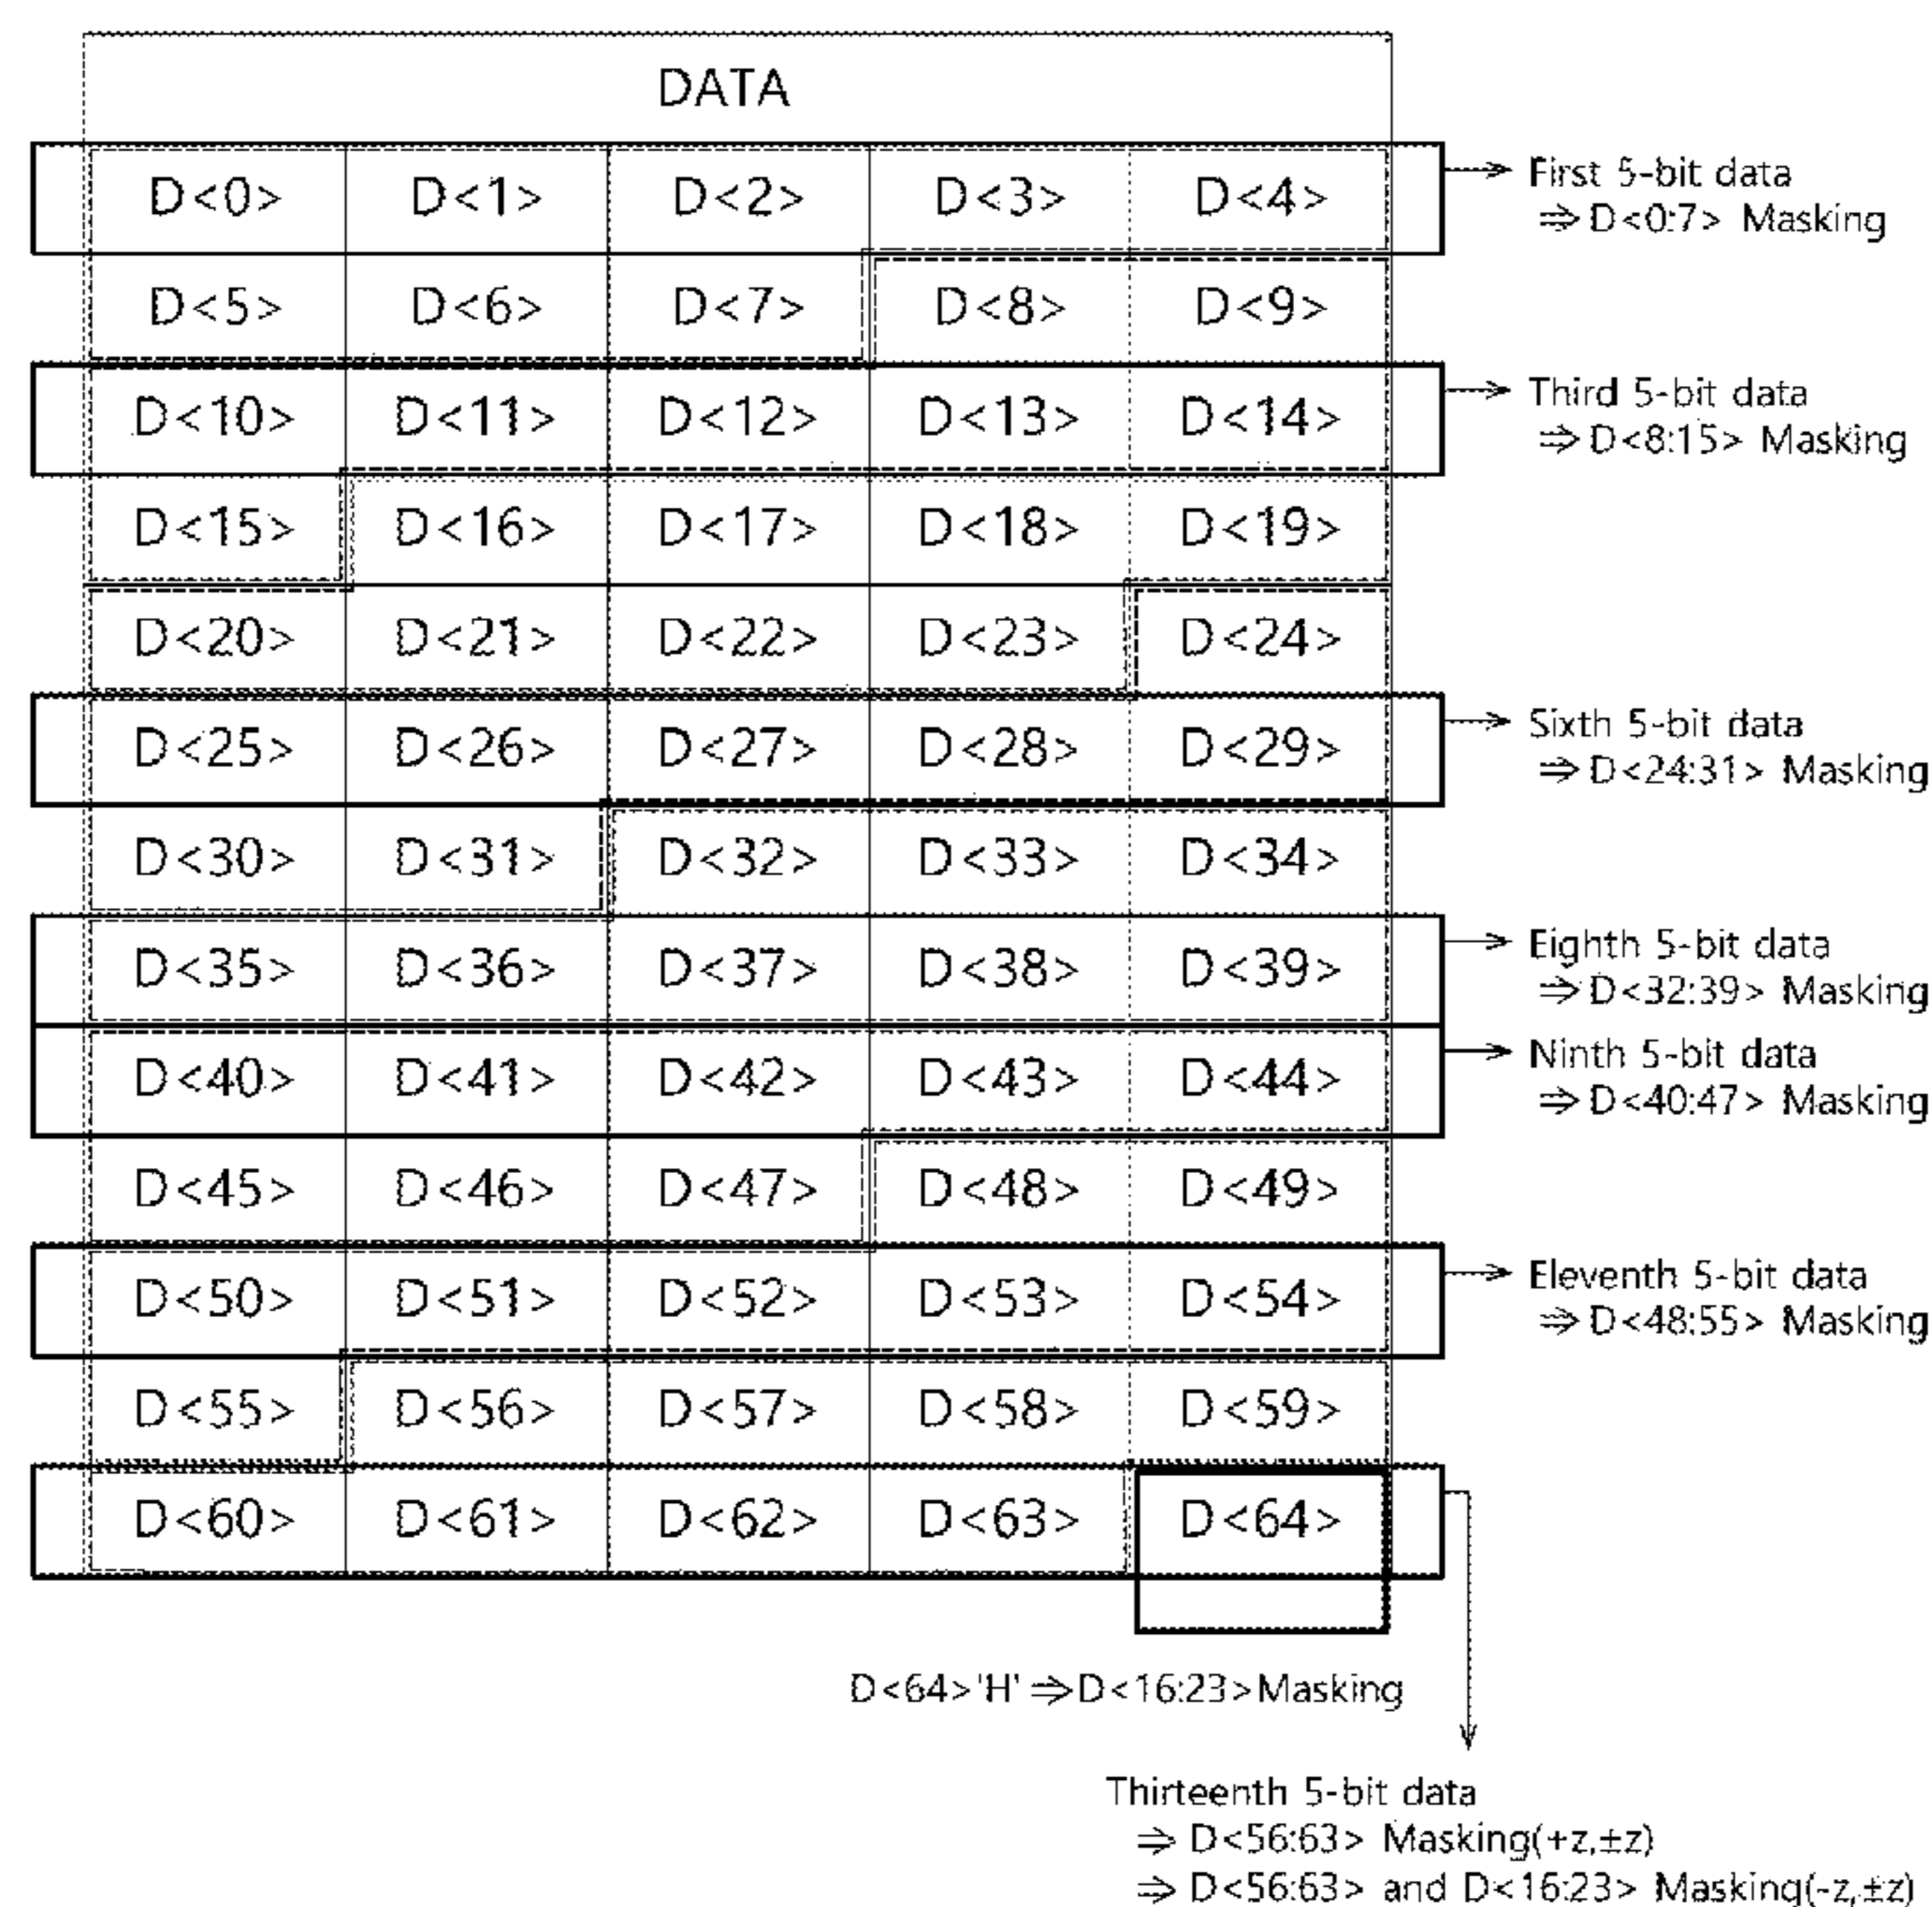 DATA
D<0> D<1> D<2> D<3> D<4>
First 5-bit data
⇒ D<0:7> Masking
D<5> D<6> D<7> D<8> D<9>
D<10> D<11> D<12> D<13> D<14>
Third 5-bit data
⇒ D<8:15> Masking
D<15> D<16> D<17> D<18> D<19>
D<20> D<21> D<22> D<23> D<24>
D<25> D<26> D<27> D<28> D<29>
Sixth 5-bit data
⇒ D<24:31> Masking
D<30> D<31> D<32> D<33> D<34>
D<35> D<36> D<37> D<38> D<39>
Eighth 5-bit data
⇒ D<32:39> Masking
D<40> D<41> D<42> D<43> D<44>
Ninth 5-bit data
⇒ D<40:47> Masking
D<45> D<46> D<47> D<48> D<49>
D<50> D<51> D<52> D<53> D<54>
Eleventh 5-bit data
⇒ D<48:55> Masking
D<55> D<56> D<57> D<58> D<59>
D<60> D<61> D<62> D<63> D<64>
D<64>'H' ⇒ D<16:23>Masking
Thirteenth 5-bit data
⇒ D<56:63> Masking(+z,±z)
⇒ D<56:63> and D<16:23> Masking(-z,±z)